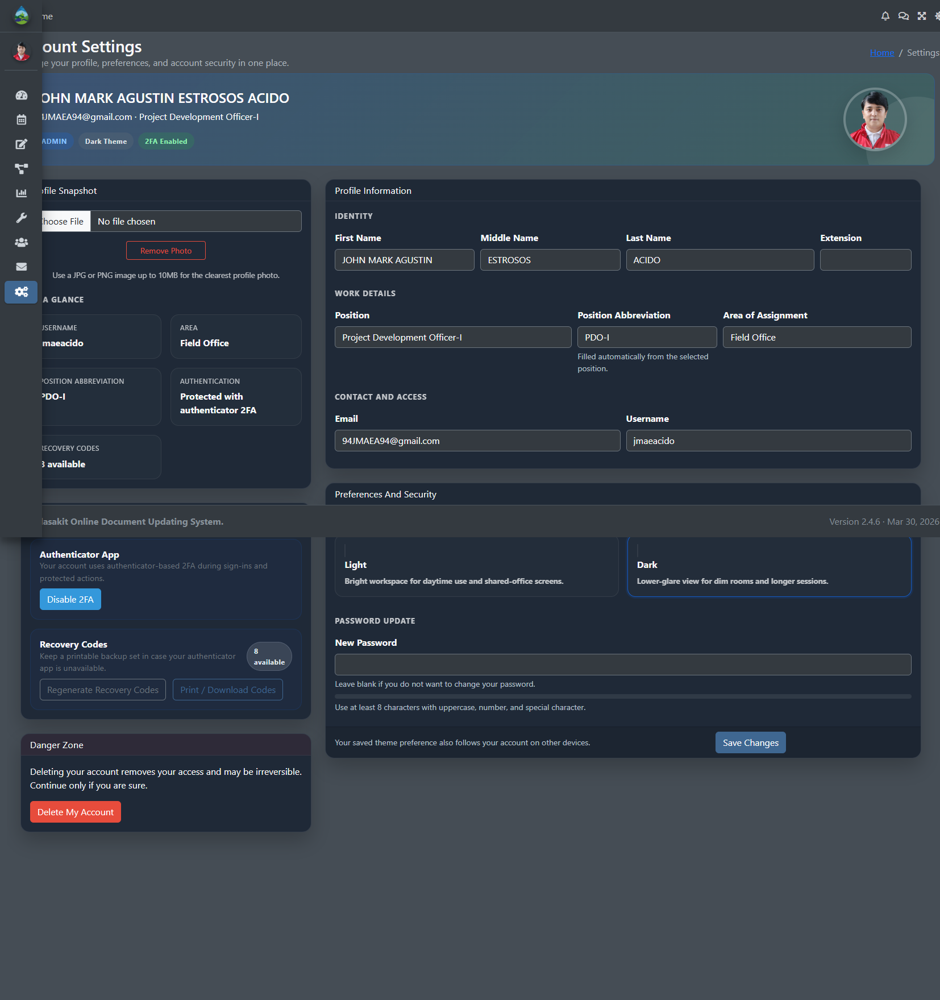 me
ount Settings
ge your profile, preferences, and account security in one place.
Home / Settings
OHN MARK AGUSTIN ESTROSOS ACIDO
4JMAEA94@gmail.com · Project Development Officer-I
ADMIN
Dark Theme
2FA Enabled
ofile Snapshot
Choose File
No file chosen
Remove Photo
Use a JPG or PNG image up to 10MB for the clearest profile photo.
A GLANCE
USERNAME
maeacido
AREA
Field Office
POSITION ABBREVIATION
PDO-I
AUTHENTICATION
Protected with
authenticator 2FA
RECOVERY CODES
8 available
Profile Information
IDENTITY
First Name
Middle Name
Last Name
Extension
JOHN MARK AGUSTIN
ESTROSOS
ACIDO
WORK DETAILS
Position
Position Abbreviation
Area of Assignment
Project Development Officer-I
PDO-I
Field Office
Filled automatically from the selected
position.
CONTACT AND ACCESS
Email
Username
94JMAEA94@gmail.com
jmaeacido
Preferences And Security
lasakit Online Document Updating System.
Version 2.4.6 · Mar 30, 2026
Authenticator App
Your account uses authenticator-based 2FA during sign-ins and
protected actions.
Disable 2FA
Recovery Codes
Keep a printable backup set in case your authenticator
app is unavailable.
8
available
Regenerate Recovery Codes
Print / Download Codes
Light
Bright workspace for daytime use and shared-office screens.
Dark
Lower-glare view for dim rooms and longer sessions.
PASSWORD UPDATE
New Password
Leave blank if you do not want to change your password.
Use at least 8 characters with uppercase, number, and special character.
Your saved theme preference also follows your account on other devices.
Save Changes
Danger Zone
Deleting your account removes your access and may be irreversible.
Continue only if you are sure.
Delete My Account